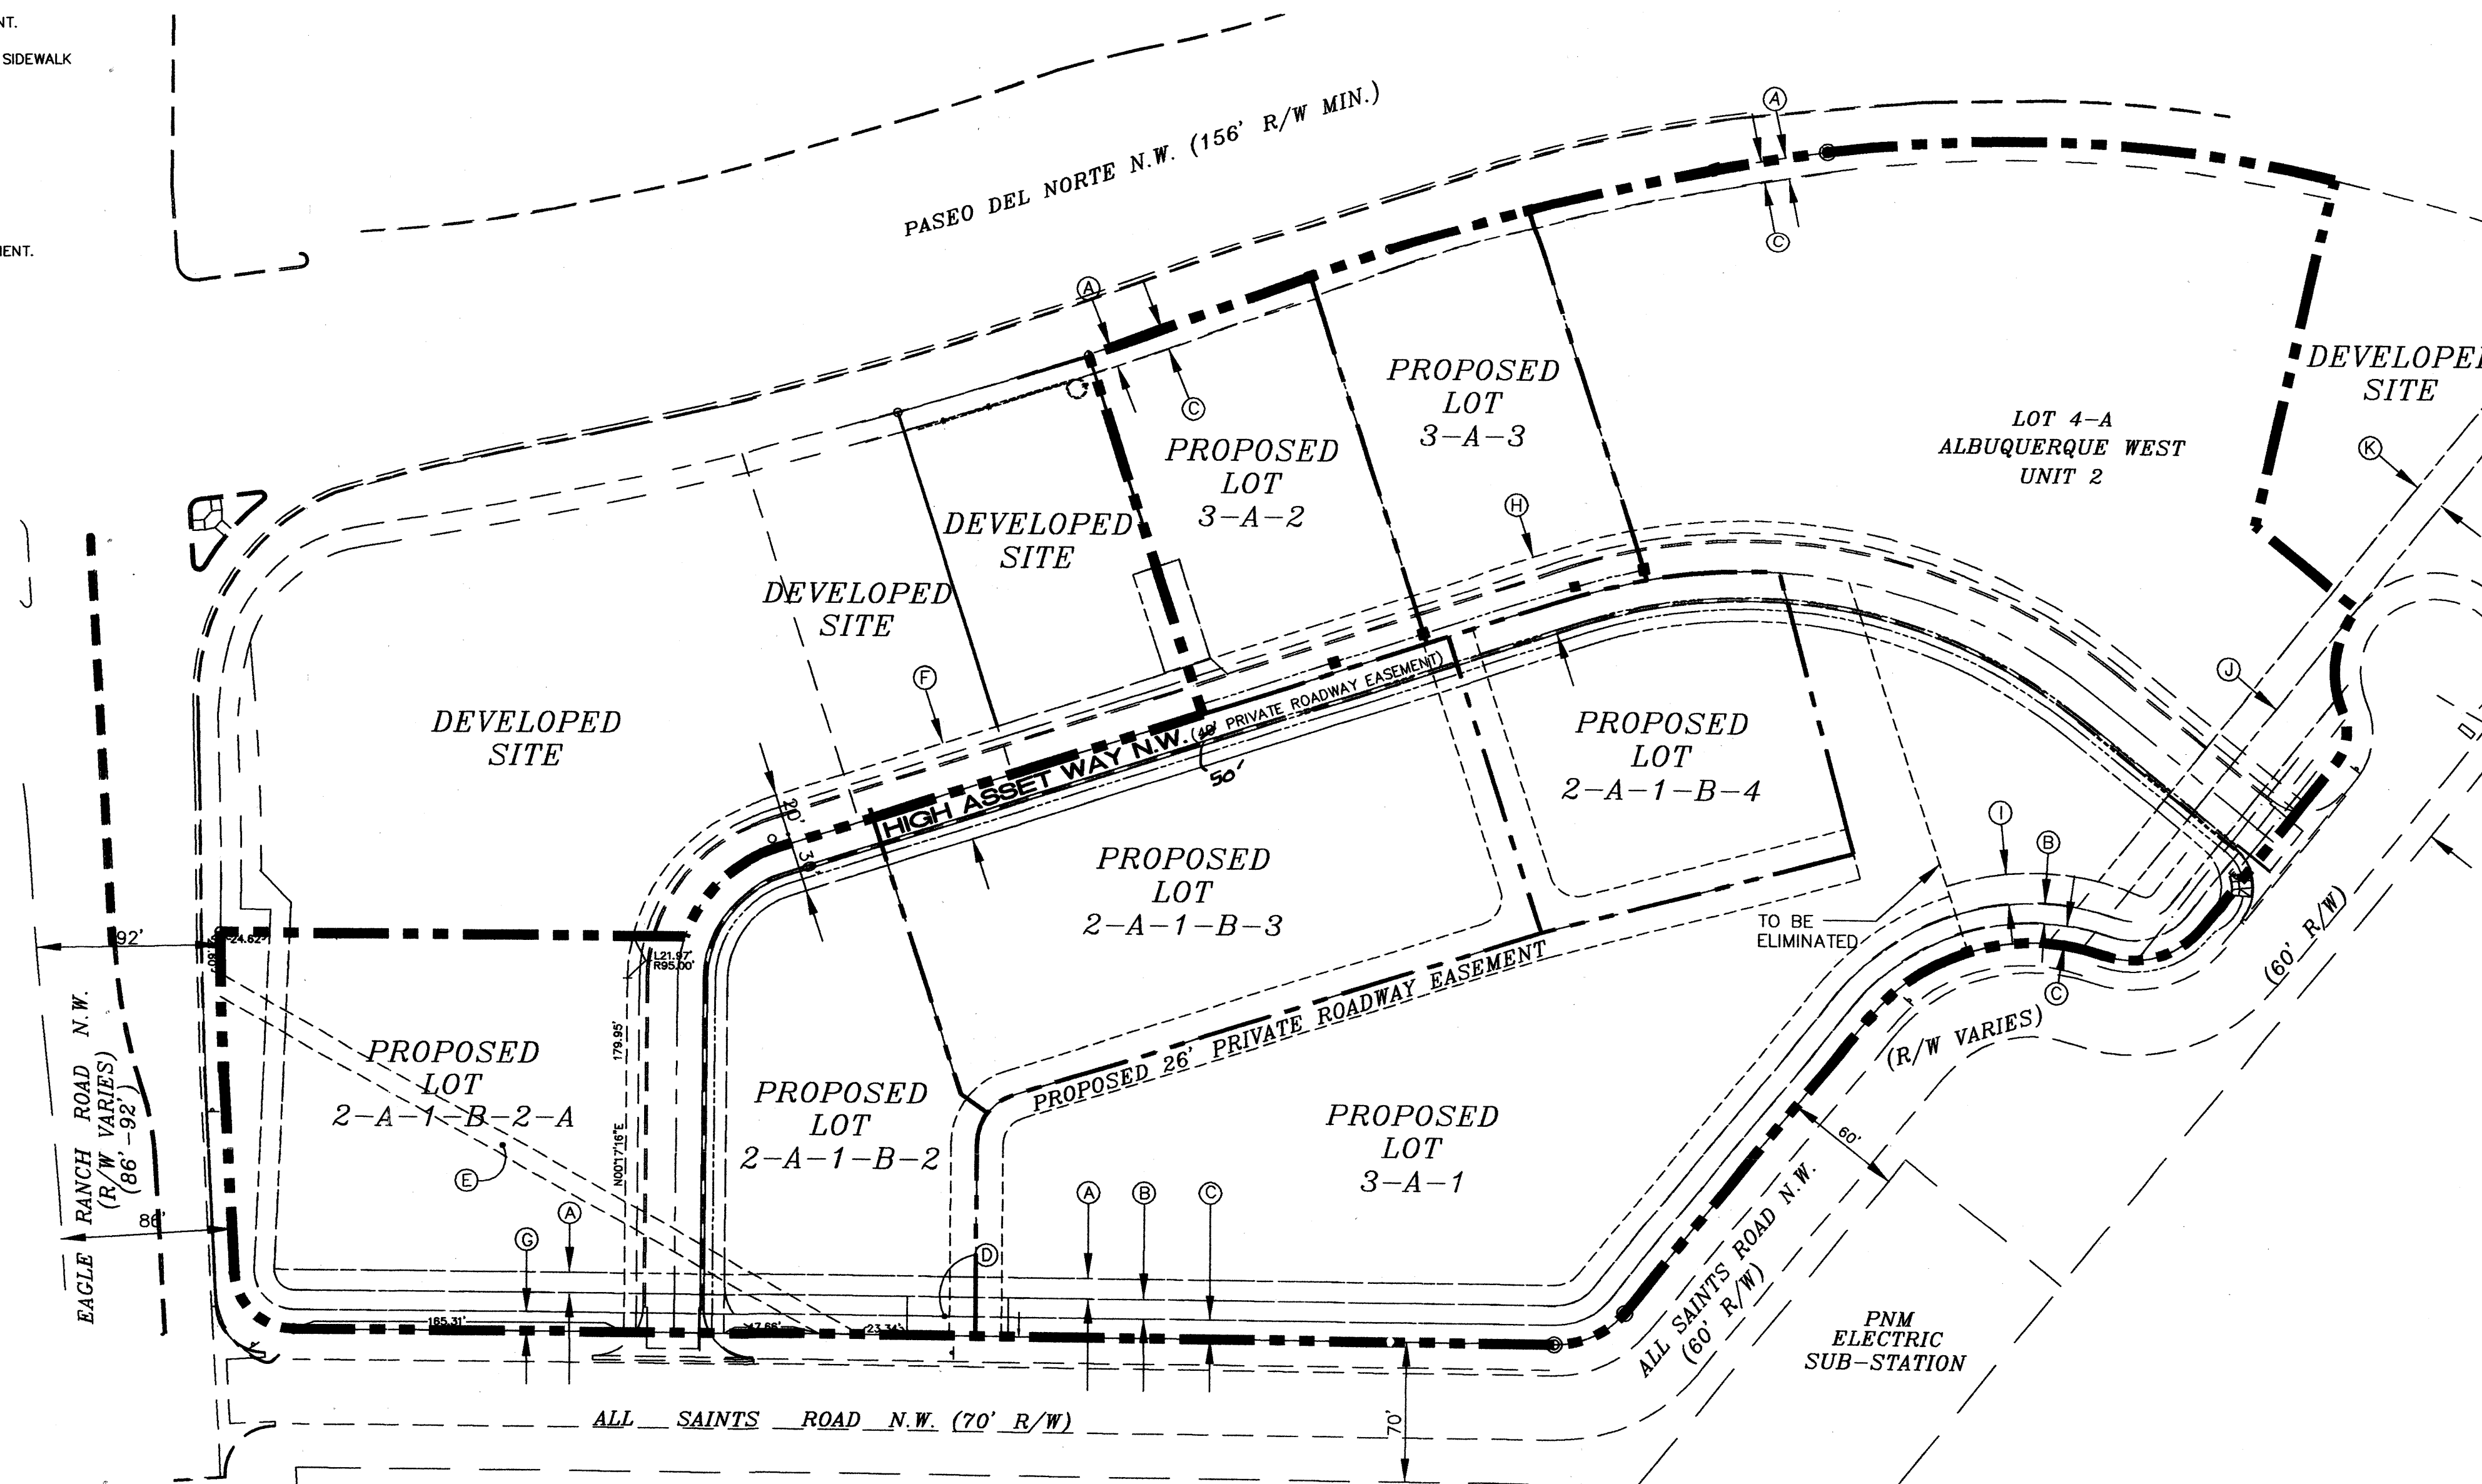 NT.
SIDEWALK
MENT.
PASEO DEL NORTE N.W. (156' R/W MIN.)
A
C
A
C
PROPOSED
LOT
3-A-3
PROPOSED
LOT
3-A-2
DEVELOPED
SITE
LOT 4-A
ALBUQUERQUE WEST
UNIT 2
K
H
DEVELOPED
SITE
DEVELOPED
SITE
DEVELOPED
SITE
F
J
HIGH ASSET WAY N.W. (40' PRIVATE ROADWAY EASEMENT)
50'
20'
PROPOSED
LOT
2-A-1-B-4
PROPOSED
LOT
2-A-1-B-3
I
B
C
TO BE
ELIMINATED
(60' R/W)
(R/W VARIES)
92'
24.62'
L21.97'
R95.00'
179.95'
N00°17'16"E
EAGLE RANCH ROAD N.W.
(R/W VARIES)
(86'-92')
86'
PROPOSED
LOT
2-A-1-B-2-A
E
PROPOSED
LOT
2-A-1-B-2
PROPOSED 26' PRIVATE ROADWAY EASEMENT
PROPOSED
LOT
3-A-1
60'
G
A
D
A
B
C
165.31'
17.66'
23.34'
ALL SAINTS ROAD N.W.
(60' R/W)
PNM
ELECTRIC
SUB-STATION
ALL SAINTS ROAD N.W. (70' R/W)
70'